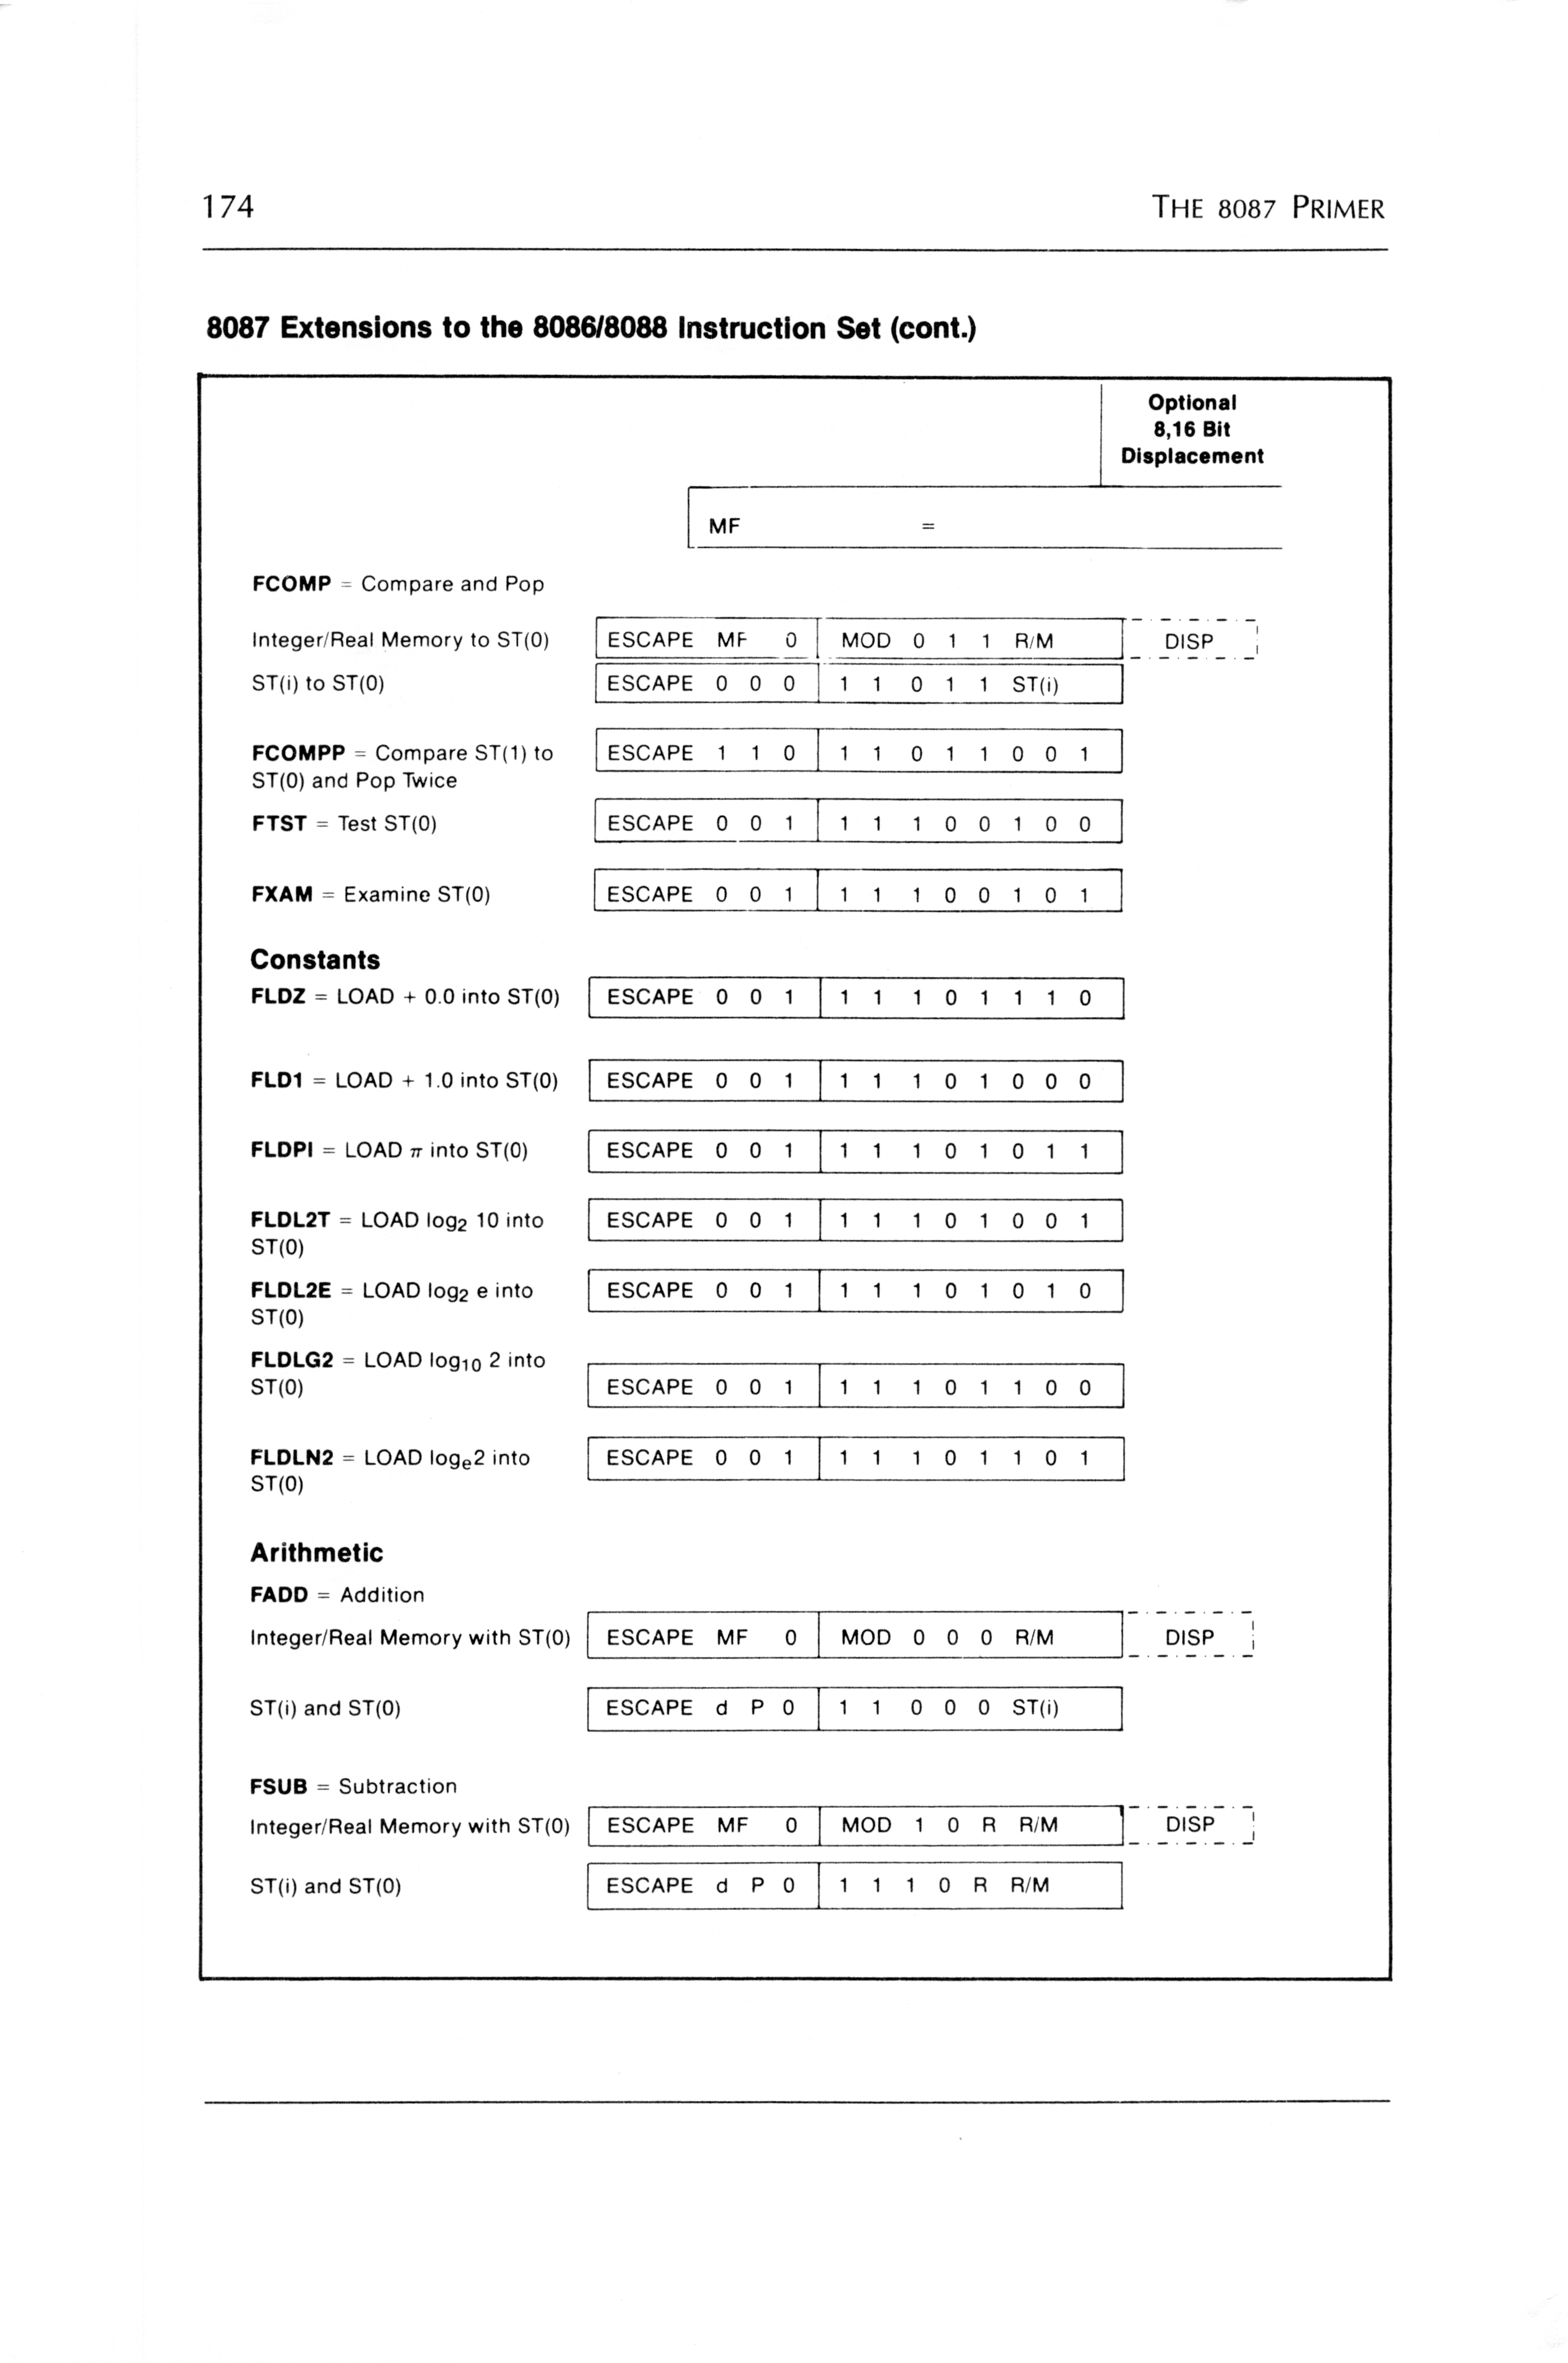 174 THE 8087 PRIMER
8087 Extensions to the 8086/8088 Instruction Set (cont.)
Optional
8,16 Bit
Displacement
MF =
FCOMP = Compare and Pop
Integer/Real Memory to ST(0) ESCAPE MF 0 MOD 0 1 1 R/M DISP
ST(i) to ST(0) ESCAPE 0 0 0 1 1 0 1 1 ST(i)
FCOMPP = Compare ST(1) to ESCAPE 1 1 0 1 1 0 1 1 0 0 1
ST(0) and Pop Twice
FTST = Test ST(0) ESCAPE 0 0 1 1 1 1 0 0 1 0 0
FXAM = Examine ST(0) ESCAPE 0 0 1 1 1 1 0 0 1 0 1
Constants
FLDZ = LOAD + 0.0 into ST(0) ESCAPE 0 0 1 1 1 1 0 1 1 1 0
FLD1 = LOAD + 1.0 into ST(0) ESCAPE 0 0 1 1 1 1 0 1 0 0 0
FLDPI = LOAD π into ST(0) ESCAPE 0 0 1 1 1 1 0 1 0 1 1
FLDL2T = LOAD log₂ 10 into ESCAPE 0 0 1 1 1 1 0 1 0 0 1
ST(0)
FLDL2E = LOAD log₂ e into ESCAPE 0 0 1 1 1 1 0 1 0 1 0
ST(0)
FLDLG2 = LOAD log₁₀ 2 into
ST(0) ESCAPE 0 0 1 1 1 1 0 1 1 0 0
FLDLN2 = LOAD logₑ2 into ESCAPE 0 0 1 1 1 1 0 1 1 0 1
ST(0)
Arithmetic
FADD = Addition
Integer/Real Memory with ST(0) ESCAPE MF 0 MOD 0 0 0 R/M DISP
ST(i) and ST(0) ESCAPE d P 0 1 1 0 0 0 ST(i)
FSUB = Subtraction
Integer/Real Memory with ST(0) ESCAPE MF 0 MOD 1 0 R R/M DISP
ST(i) and ST(0) ESCAPE d P 0 1 1 1 0 R R/M